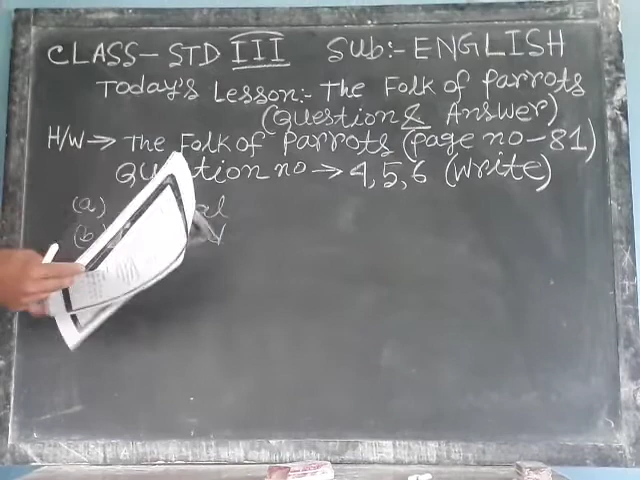 CLASS- STD III Sub:- ENGLISH
Today's Lesson:- The Folk of Parrots
(Question & Answer)
H/W→ The Folk of Parrots (page no-81)
Question no → 4,5,6 (write)
(a)
(b)